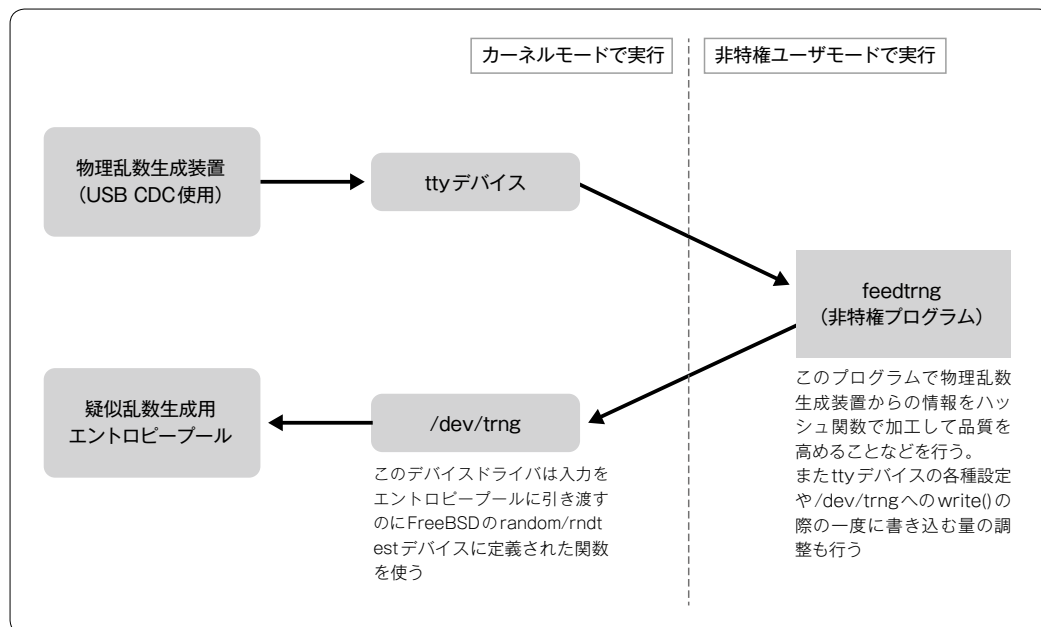 カーネルモードで実行
非特権ユーザモードで実行
物理乱数生成装置
（USB CDC使用）
ttyデバイス
feedtrng
（非特権プログラム）
このプログラムで物理乱数
生成装置からの情報をハッ
シュ関数で加工して品質を
高めることなどを行う。
またttyデバイスの各種設定
や/dev/trngへのwrite()の
際の一度に書き込む量の調
整も行う
疑似乱数生成用
エントロピープール
/dev/trng
このデバイスドライバは入力を
エントロピープールに引き渡す
のにFreeBSDのrandom/rndt
estデバイスに定義された関数
を使う